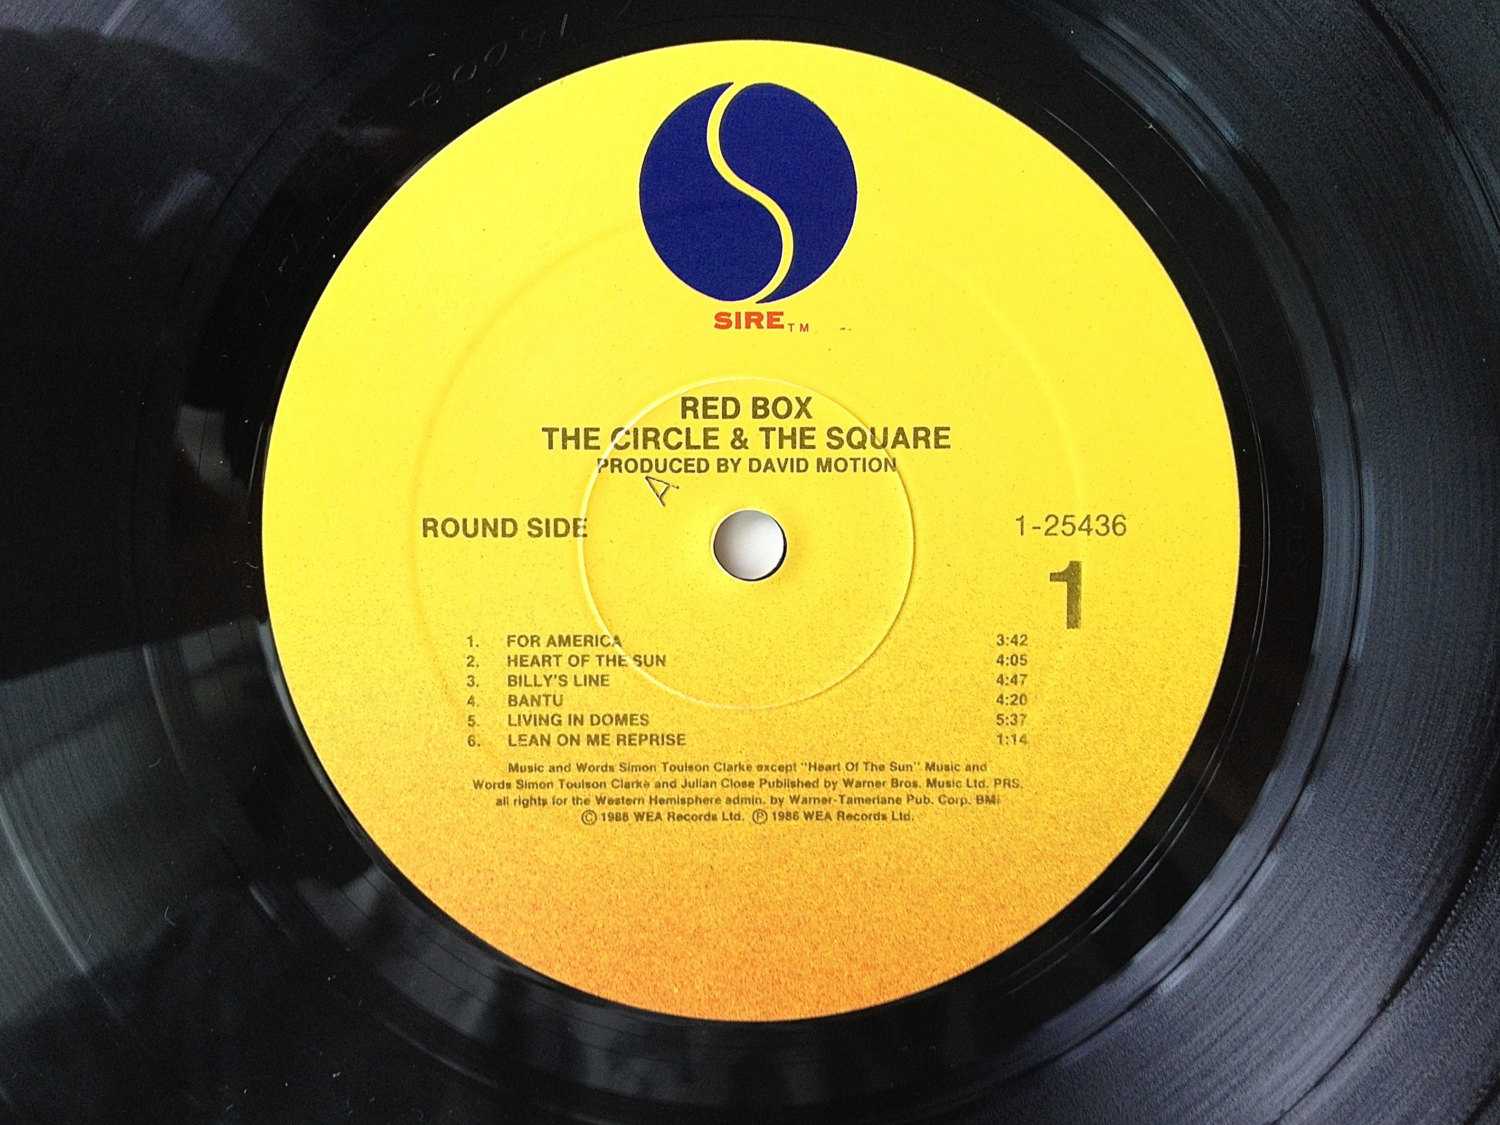 SIRE TM
RED BOX
THE CIRCLE & THE SQUARE
PRODUCED BY DAVID MOTION
A
ROUND SIDE
1-25436
1
1. FOR AMERICA 3:42
2. HEART OF THE SUN 4:05
3. BILLY'S LINE 4:47
4. BANTU 4:20
5. LIVING IN DOMES 5:37
6. LEAN ON ME REPRISE 1:14
Music and Words Simon Toulson Clarke except "Heart Of The Sun" Music and
Words Simon Toulson Clarke and Julian Close Published by Warner Bros. Music Ltd. PRS,
all rights for the Western Hemisphere admin. by Warner-Tamerlane Pub. Corp. BMI
© 1986 WEA Records Ltd. ℗ 1986 WEA Records Ltd.